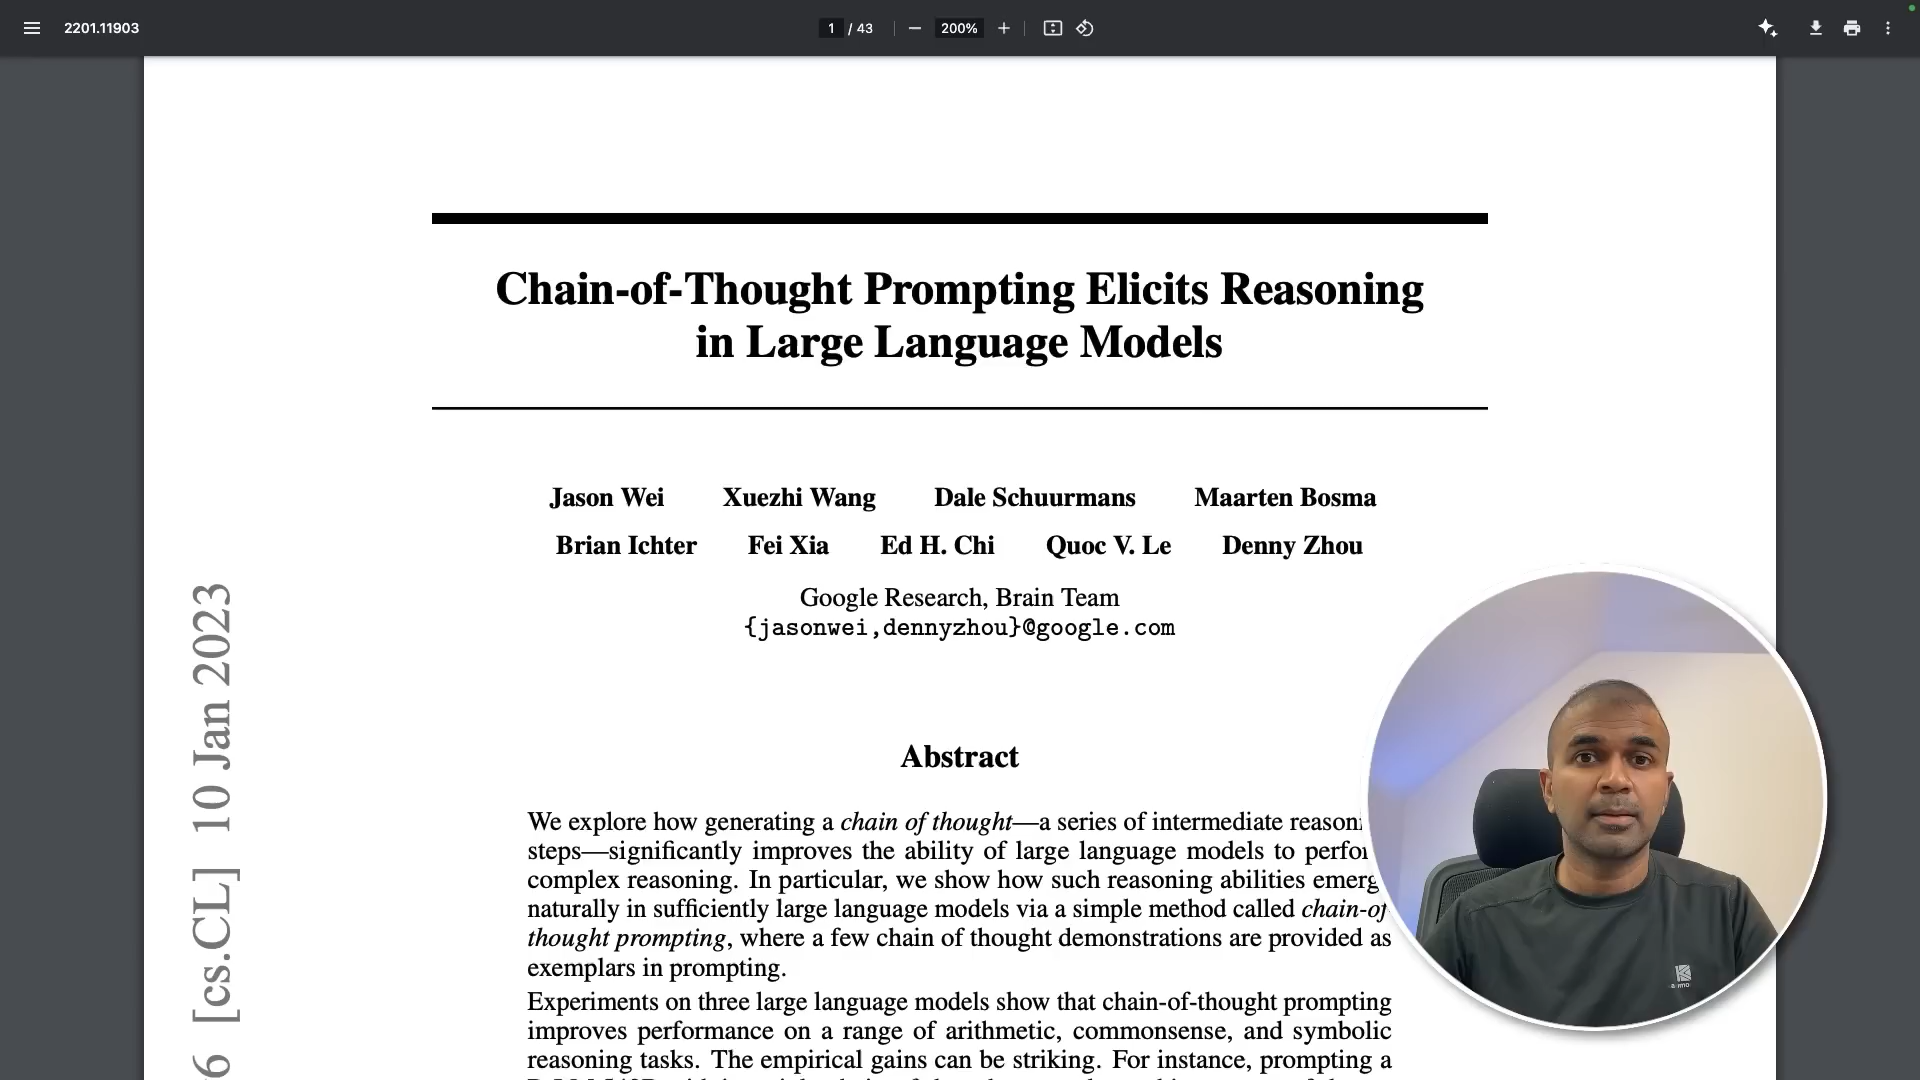 2201.11903
1 / 43
200%
Chain-of-Thought Prompting Elicits Reasoning
in Large Language Models
Jason Wei Xuezhi Wang Dale Schuurmans Maarten Bosma
Brian Ichter Fei Xia Ed H. Chi Quoc V. Le Denny Zhou
Google Research, Brain Team
{jasonwei,dennyzhou}@google.com
[cs.CL] 10 Jan 2023
Abstract
We explore how generating a chain of thought—a series of intermediate
steps—significantly improves the ability of large language models to
complex reasoning. In particular, we show how such reasoning abilities
naturally in sufficiently large language models via a simple method called chain-of-
thought prompting, where a few chain of thought demonstrations are provided as
exemplars in prompting.
Experiments on three large language models show that chain-of-thought prompting
improves performance on a range of arithmetic, commonsense, and symbolic
reasoning tasks. The empirical gains can be striking. For instance, prompting a